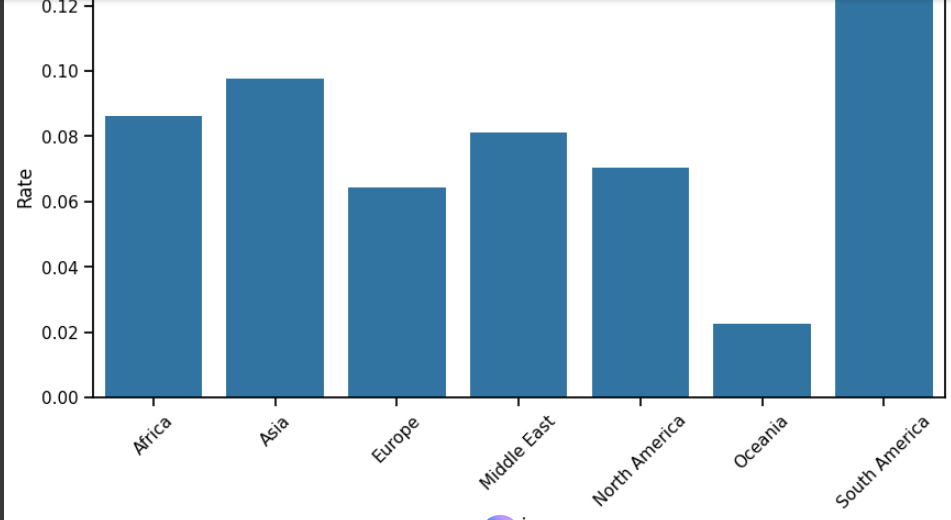 0.12
0.10
0.08
0.06
0.04
0.02
0.00
Rate
Africa
Asia
Europe
Middle East
North America
Oceania
South America